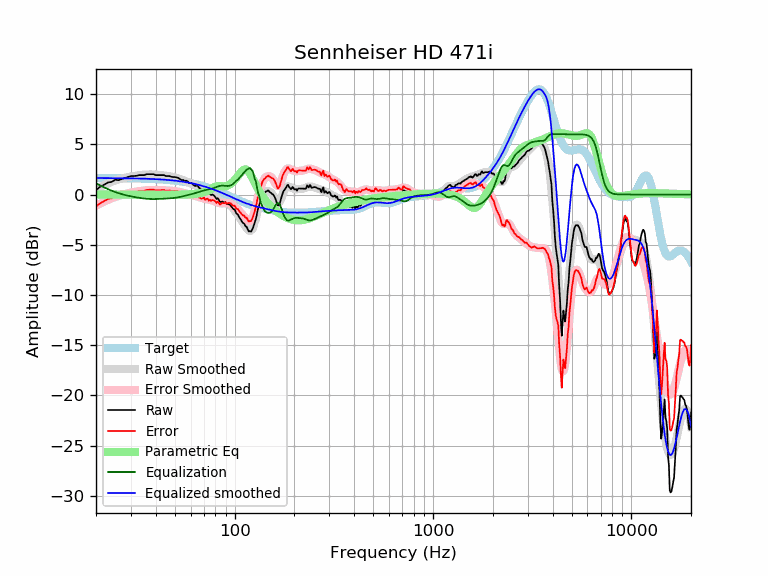 Sennheiser HD 471i
Amplitude (dBr)
10
5
0
−5
−10
−15
−20
−25
−30
Target
Raw Smoothed
Error Smoothed
Raw
Error
Parametric Eq
Equalization
Equalized smoothed
100
1000
10000
Frequency (Hz)